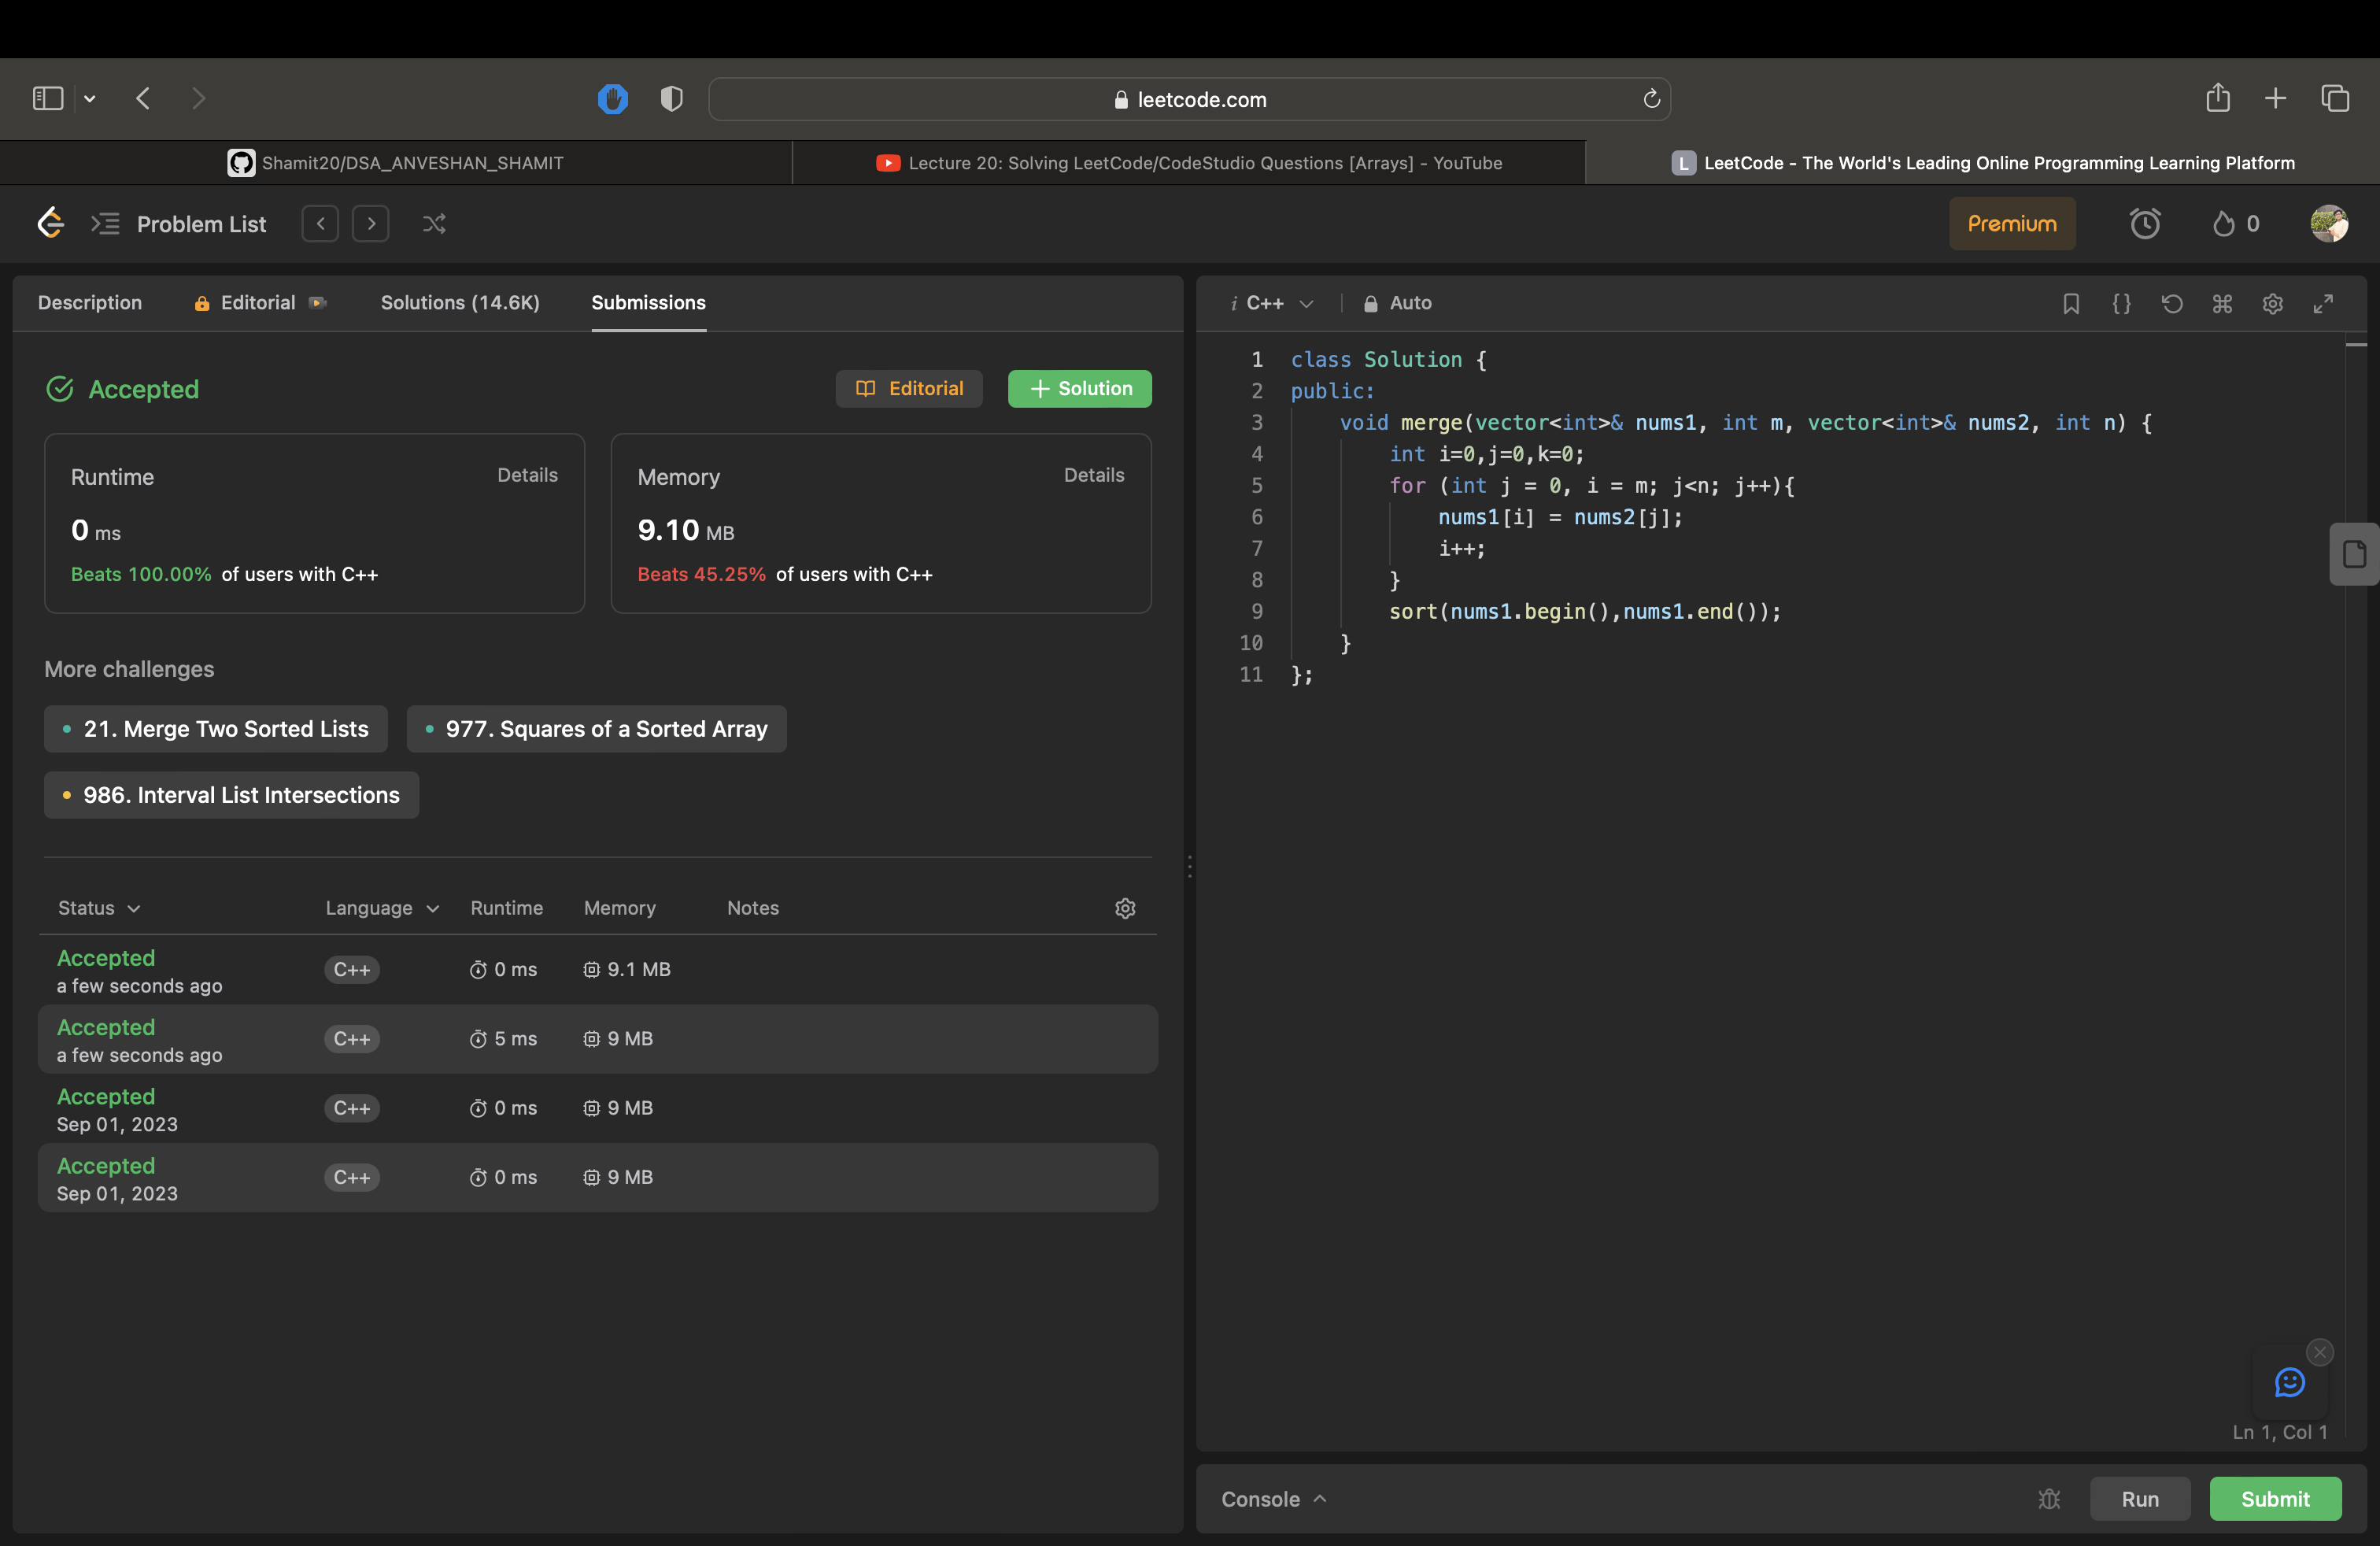 leetcode.com
Shamit20/DSA_ANVESHAN_SHAMIT
Lecture 20: Solving LeetCode/CodeStudio Questions [Arrays] - YouTube
L LeetCode - The World's Leading Online Programming Learning Platform
Problem List
Premium
0
Description
Editorial
Solutions (14.6K)
Submissions
Accepted
Editorial
+ Solution
Runtime
Details
0 ms
Beats 100.00% of users with C++
Memory
Details
9.10 MB
Beats 45.25% of users with C++
More challenges
21. Merge Two Sorted Lists
977. Squares of a Sorted Array
986. Interval List Intersections
Status Language Runtime Memory Notes
Accepted
a few seconds ago
C++ 0 ms 9.1 MB
Accepted
a few seconds ago
C++ 5 ms 9 MB
Accepted
Sep 01, 2023
C++ 0 ms 9 MB
Accepted
Sep 01, 2023
C++ 0 ms 9 MB
i C++
Auto
1 class Solution {
2 public:
3     void merge(vector<int>& nums1, int m, vector<int>& nums2, int n) {
4         int i=0,j=0,k=0;
5         for (int j = 0, i = m; j<n; j++){
6             nums1[i] = nums2[j];
7             i++;
8         }
9         sort(nums1.begin(),nums1.end());
10     }
11 };
Ln 1, Col 1
Console
Run
Submit